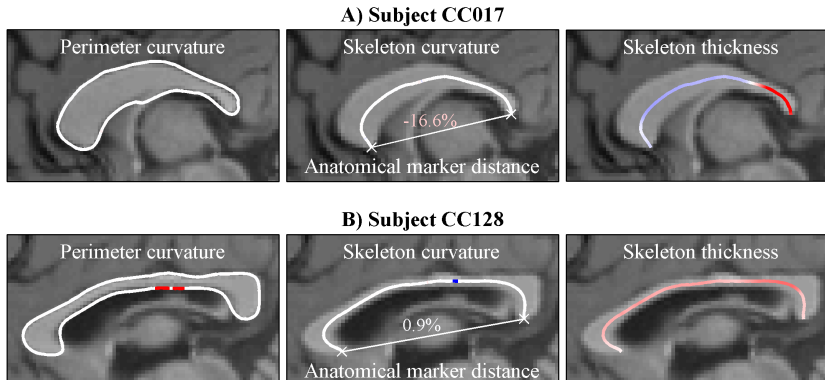 A) Subject CC017
Perimeter curvature
Skeleton curvature
Skeleton thickness
-16.6%
Anatomical marker distance
B) Subject CC128
Perimeter curvature
Skeleton curvature
Skeleton thickness
0.9%
Anatomical marker distance